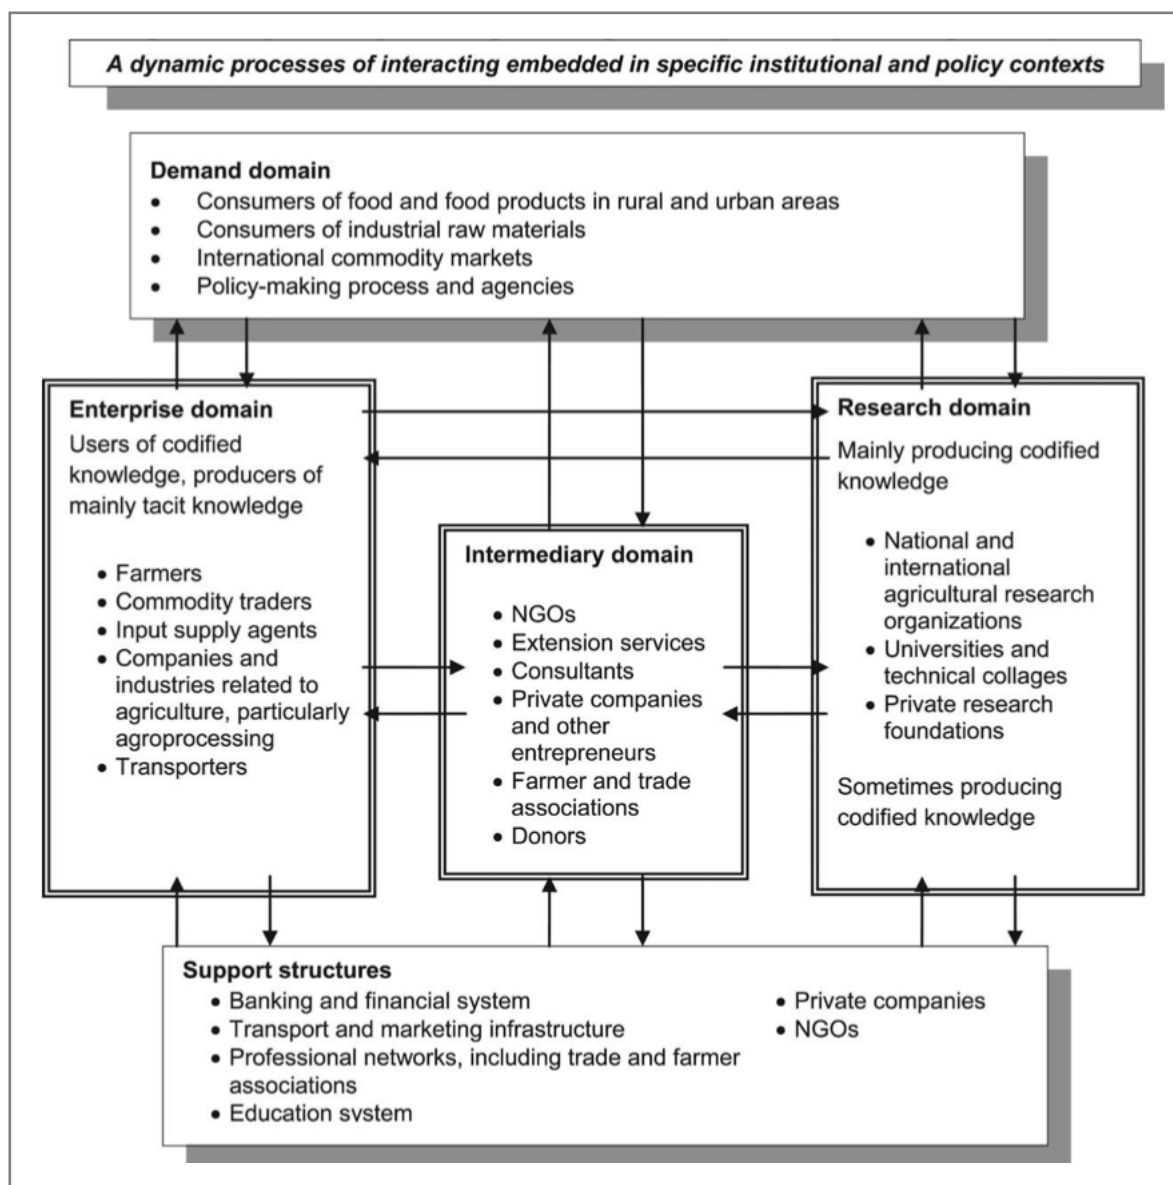 A dynamic processes of interacting embedded in specific institutional and policy contexts
Demand domain
• Consumers of food and food products in rural and urban areas
• Consumers of industrial raw materials
• International commodity markets
• Policy-making process and agencies
Enterprise domain
Users of codified
knowledge, producers of
mainly tacit knowledge
• Farmers
• Commodity traders
• Input supply agents
• Companies and
industries related to
agriculture, particularly
agroprocessing
• Transporters
Intermediary domain
• NGOs
• Extension services
• Consultants
• Private companies
and other
entrepreneurs
• Farmer and trade
associations
• Donors
Research domain
Mainly producing codified
knowledge
• National and
international
agricultural research
organizations
• Universities and
technical collages
• Private research
foundations
Sometimes producing
codified knowledge
Support structures
• Banking and financial system
• Transport and marketing infrastructure
• Professional networks, including trade and farmer
associations
• Education system
• Private companies
• NGOs